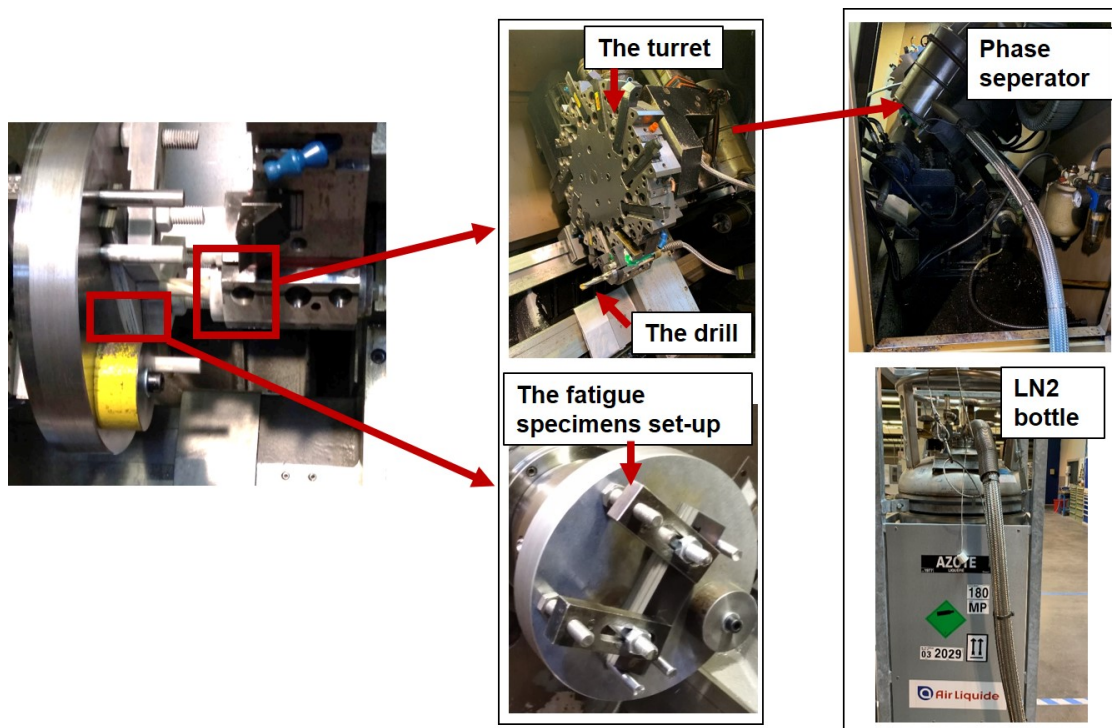 The turret
Phase
seperator
The drill
The fatigue
specimens set-up
LN2
bottle
AZOTE
180
MP
03 2029
Air Liquide